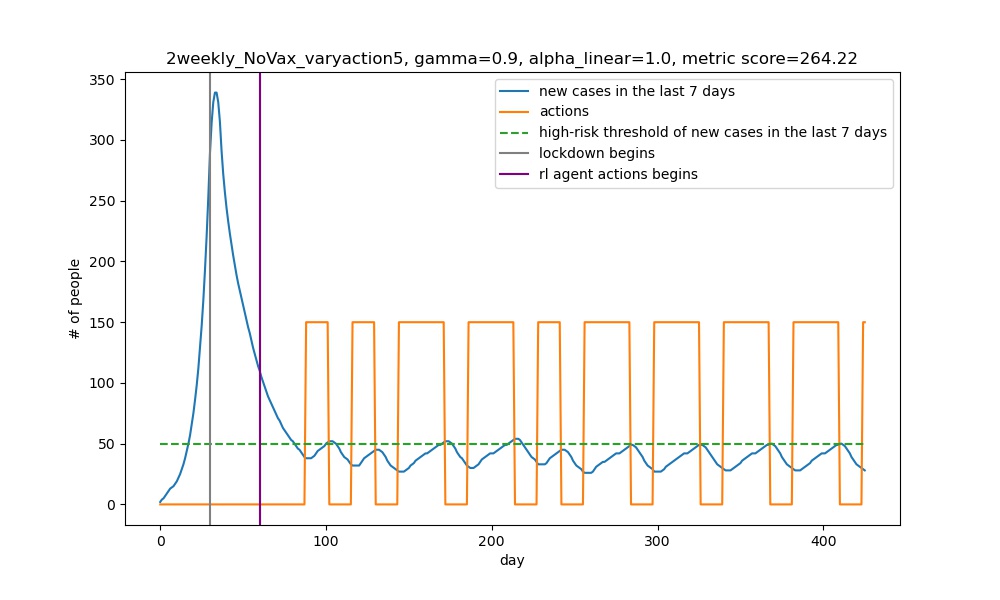 2weekly_NoVax_varyaction5, gamma=0.9, alpha_linear=1.0, metric score=264.22
350
300
250
200
150
100
50
0
# of people
new cases in the last 7 days
actions
high-risk threshold of new cases in the last 7 days
lockdown begins
rl agent actions begins
0 100 200 300 400
day